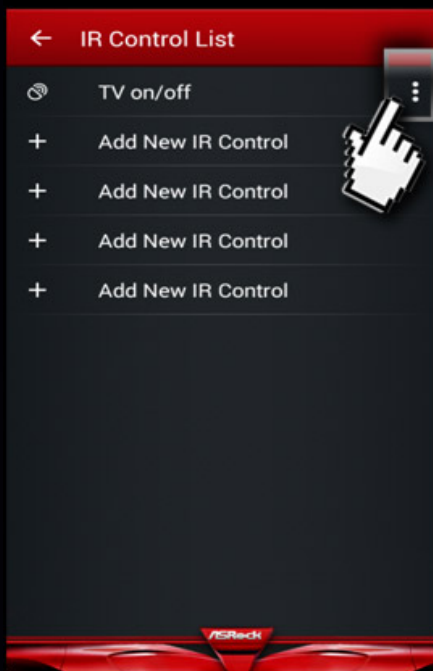 IR Control List
TV on/off
Add New IR Control
Add New IR Control
Add New IR Control
Add New IR Control
ASRock